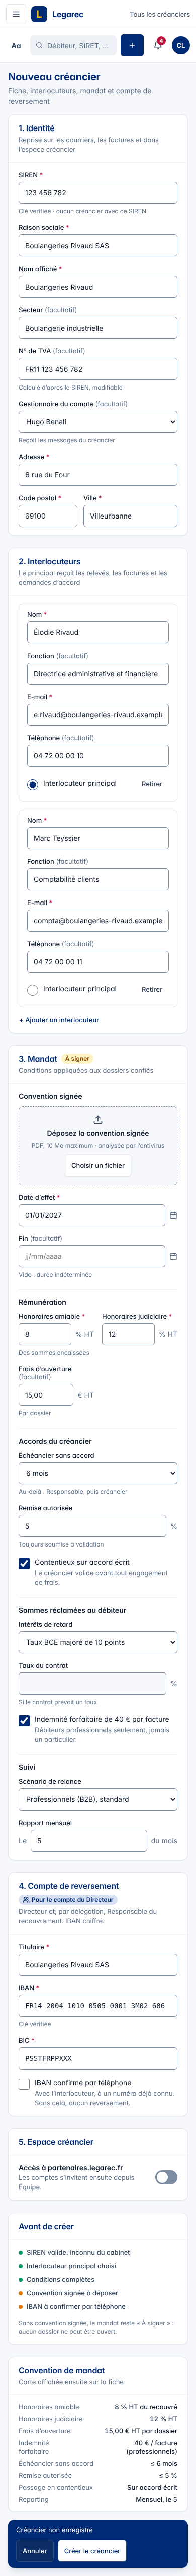 L Legarec
Tous les créanciers
Aa
Débiteur, SIRET, …
+
4
CL
Nouveau créancier
Fiche, interlocuteurs, mandat et compte de
reversement
1. Identité
Reprise sur les courriers, les factures et dans
l'espace créancier
SIREN *
123 456 782
Clé vérifiée · aucun créancier avec ce SIREN
Raison sociale *
Boulangeries Rivaud SAS
Nom affiché *
Boulangeries Rivaud
Secteur (facultatif)
Boulangerie industrielle
N° de TVA (facultatif)
FR11 123 456 782
Calculé d'après le SIREN, modifiable
Gestionnaire du compte (facultatif)
Hugo Benali
Reçoit les messages du créancier
Adresse *
6 rue du Four
Code postal *
Ville *
69100
Villeurbanne
2. Interlocuteurs
Le principal reçoit les relevés, les factures et les
demandes d'accord
Nom *
Élodie Rivaud
Fonction (facultatif)
Directrice administrative et financière
E-mail *
e.rivaud@boulangeries-rivaud.example
Téléphone (facultatif)
04 72 00 00 10
Interlocuteur principal
Retirer
Nom *
Marc Teyssier
Fonction (facultatif)
Comptabilité clients
E-mail *
compta@boulangeries-rivaud.example
Téléphone (facultatif)
04 72 00 00 11
Interlocuteur principal
Retirer
+ Ajouter un interlocuteur
3. Mandat
À signer
Conditions appliquées aux dossiers confiés
Convention signée
Déposez la convention signée
PDF, 10 Mo maximum · analysée par l'antivirus
Choisir un fichier
Date d'effet *
01/01/2027
Fin (facultatif)
jj/mm/aaaa
Vide : durée indéterminée
Rémunération
Honoraires amiable *
Honoraires judiciaire *
8
% HT
12
% HT
Des sommes encaissées
Frais d'ouverture
(facultatif)
15,00
€ HT
Par dossier
Accords du créancier
Échéancier sans accord
6 mois
Au-delà : Responsable, puis créancier
Remise autorisée
5
%
Toujours soumise à validation
Contentieux sur accord écrit
Le créancier valide avant tout engagement
de frais.
Sommes réclamées au débiteur
Intérêts de retard
Taux BCE majoré de 10 points
Taux du contrat
%
Si le contrat prévoit un taux
Indemnité forfaitaire de 40 € par facture
Débiteurs professionnels seulement, jamais
un particulier.
Suivi
Scénario de relance
Professionnels (B2B), standard
Rapport mensuel
Le
5
du mois
4. Compte de reversement
Pour le compte du Directeur
Directeur et, par délégation, Responsable du
recouvrement. IBAN chiffré.
Titulaire *
Boulangeries Rivaud SAS
IBAN *
FR14 2004 1010 0505 0001 3M02 606
Clé vérifiée
BIC *
PSSTFRPPXXX
IBAN confirmé par téléphone
Avec l'interlocuteur, à un numéro déjà connu.
Sans cela, aucun reversement.
5. Espace créancier
Accès à partenaires.legarec.fr
Les comptes s'invitent ensuite depuis
Équipe.
Avant de créer
SIREN valide, inconnu du cabinet
Interlocuteur principal choisi
Conditions complètes
Convention signée à déposer
IBAN à confirmer par téléphone
Sans convention signée, le mandat reste « À signer » :
aucun dossier ne peut être ouvert.
Convention de mandat
Carte affichée ensuite sur la fiche
Honoraires amiable
8 % HT du recouvré
Honoraires judiciaire
12 % HT
Frais d'ouverture
15,00 € HT par dossier
Indemnité
forfaitaire
40 € / facture
(professionnels)
Échéancier sans accord
≤ 6 mois
Remise autorisée
≤ 5 %
Passage en contentieux
Sur accord écrit
Reporting
Mensuel, le 5
Créancier non enregistré
Annuler
Créer le créancier